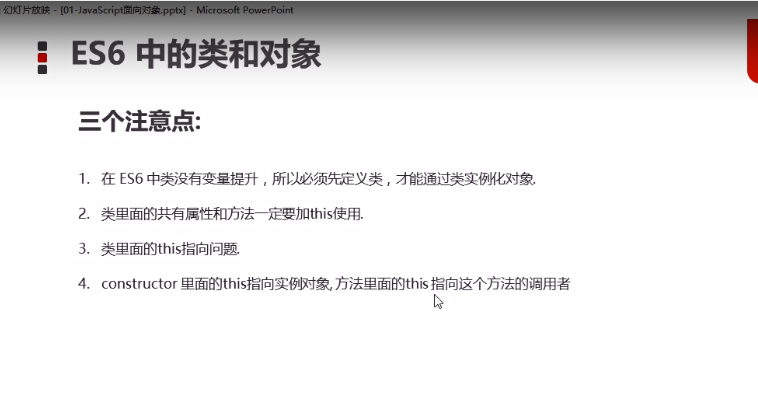 幻灯片放映 - [01-JavaScript面向对象.pptx] - Microsoft PowerPoint
ES6 中的类和对象
三个注意点:
1. 在 ES6 中类没有变量提升，所以必须先定义类，才能通过类实例化对象.
2. 类里面的共有属性和方法一定要加this使用.
3. 类里面的this指向问题.
4. constructor 里面的this指向实例对象, 方法里面的this 指向这个方法的调用者